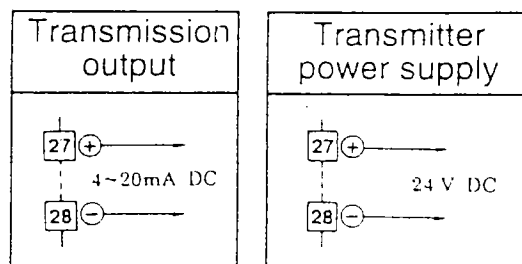 Transmission
output
27 +
4~20mA DC
28 −
Transmitter
power supply
27 +
24 V DC
28 −